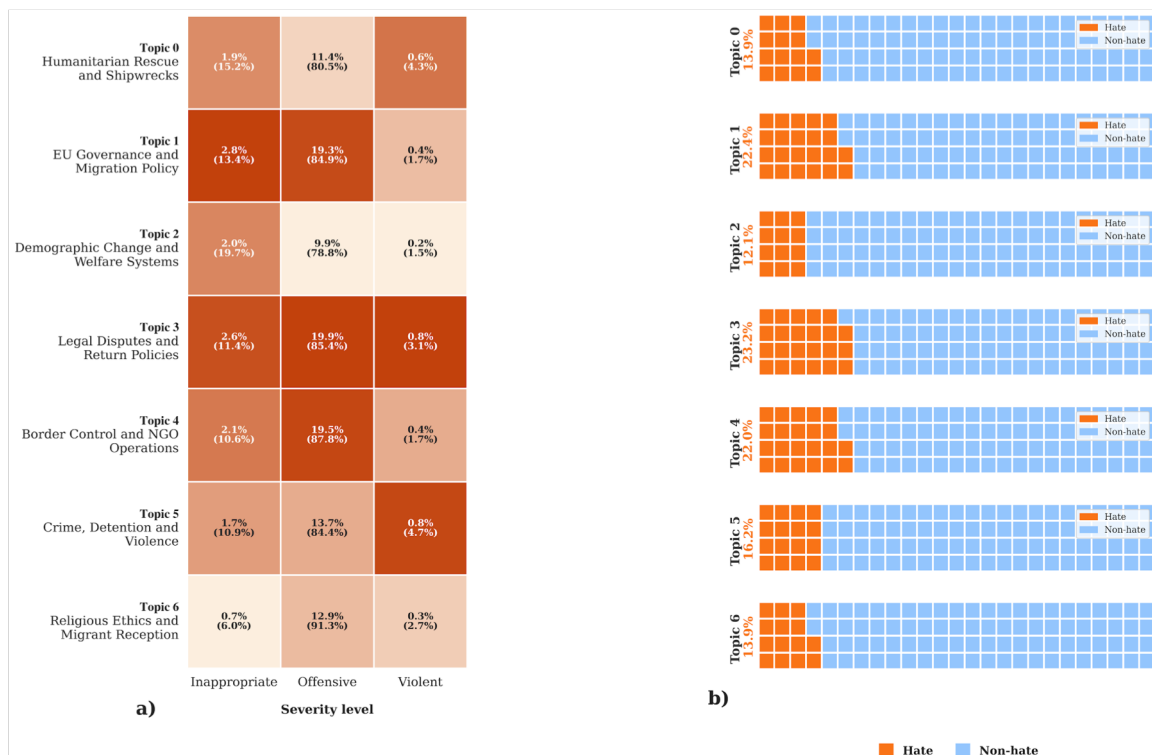 Topic 0
Humanitarian Rescue
and Shipwrecks
1.9%
(15.2%)
11.4%
(80.5%)
0.6%
(4.3%)
Topic 1
EU Governance and
Migration Policy
2.8%
(13.4%)
19.3%
(84.9%)
0.4%
(1.7%)
Topic 2
Demographic Change and
Welfare Systems
2.0%
(19.7%)
9.9%
(78.8%)
0.2%
(1.5%)
Topic 3
Legal Disputes and
Return Policies
2.6%
(11.4%)
19.9%
(85.4%)
0.8%
(3.1%)
Topic 4
Border Control and NGO
Operations
2.1%
(10.6%)
19.5%
(87.8%)
0.4%
(1.7%)
Topic 5
Crime, Detention and
Violence
1.7%
(10.9%)
13.7%
(84.4%)
0.8%
(4.7%)
Topic 6
Religious Ethics and
Migrant Reception
0.7%
(6.0%)
12.9%
(91.3%)
0.3%
(2.7%)
Inappropriate
Offensive
Violent
Severity level
a)
Topic 0
13.9%
Hate
Non-hate
Topic 1
22.4%
Hate
Non-hate
Topic 2
12.1%
Hate
Non-hate
Topic 3
23.2%
Hate
Non-hate
Topic 4
22.0%
Hate
Non-hate
Topic 5
16.2%
Hate
Non-hate
Topic 6
13.9%
Hate
Non-hate
b)
Hate
Non-hate